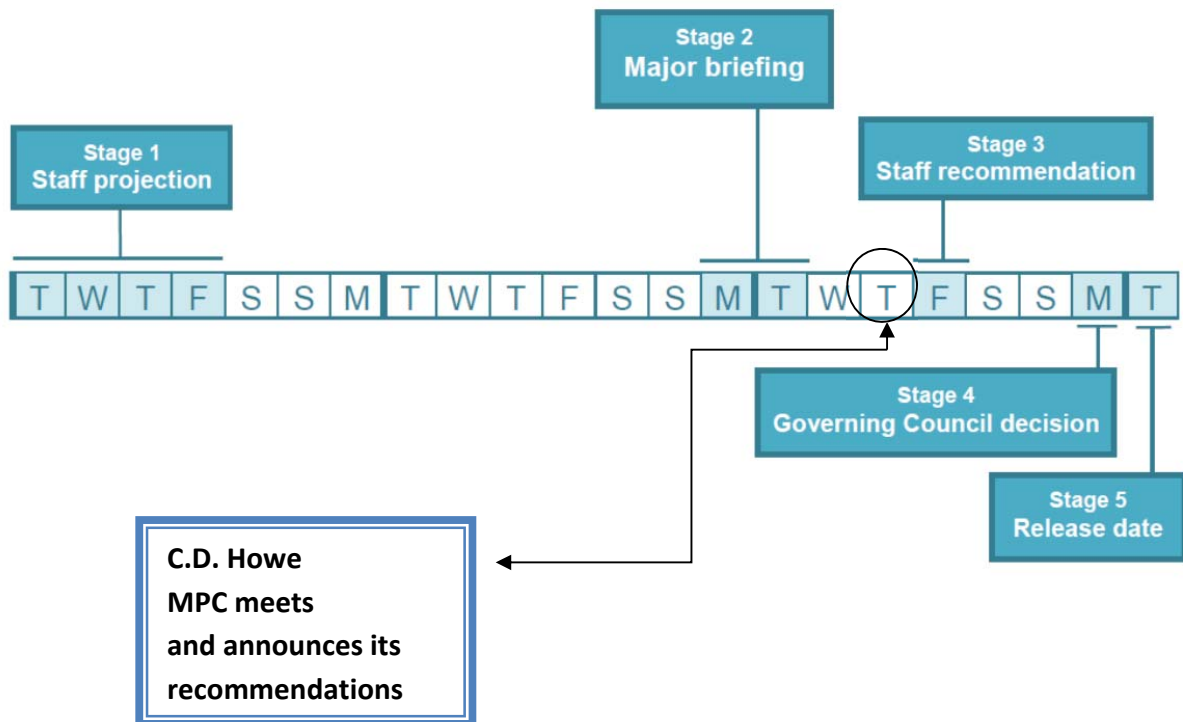 Stage 2
Major briefing
Stage 1
Staff projection
Stage 3
Staff recommendation
T W T F S S M T W T F S S M T W T F S S M T
Stage 4
Governing Council decision
Stage 5
Release date
C.D. Howe
MPC meets
and announces its
recommendations